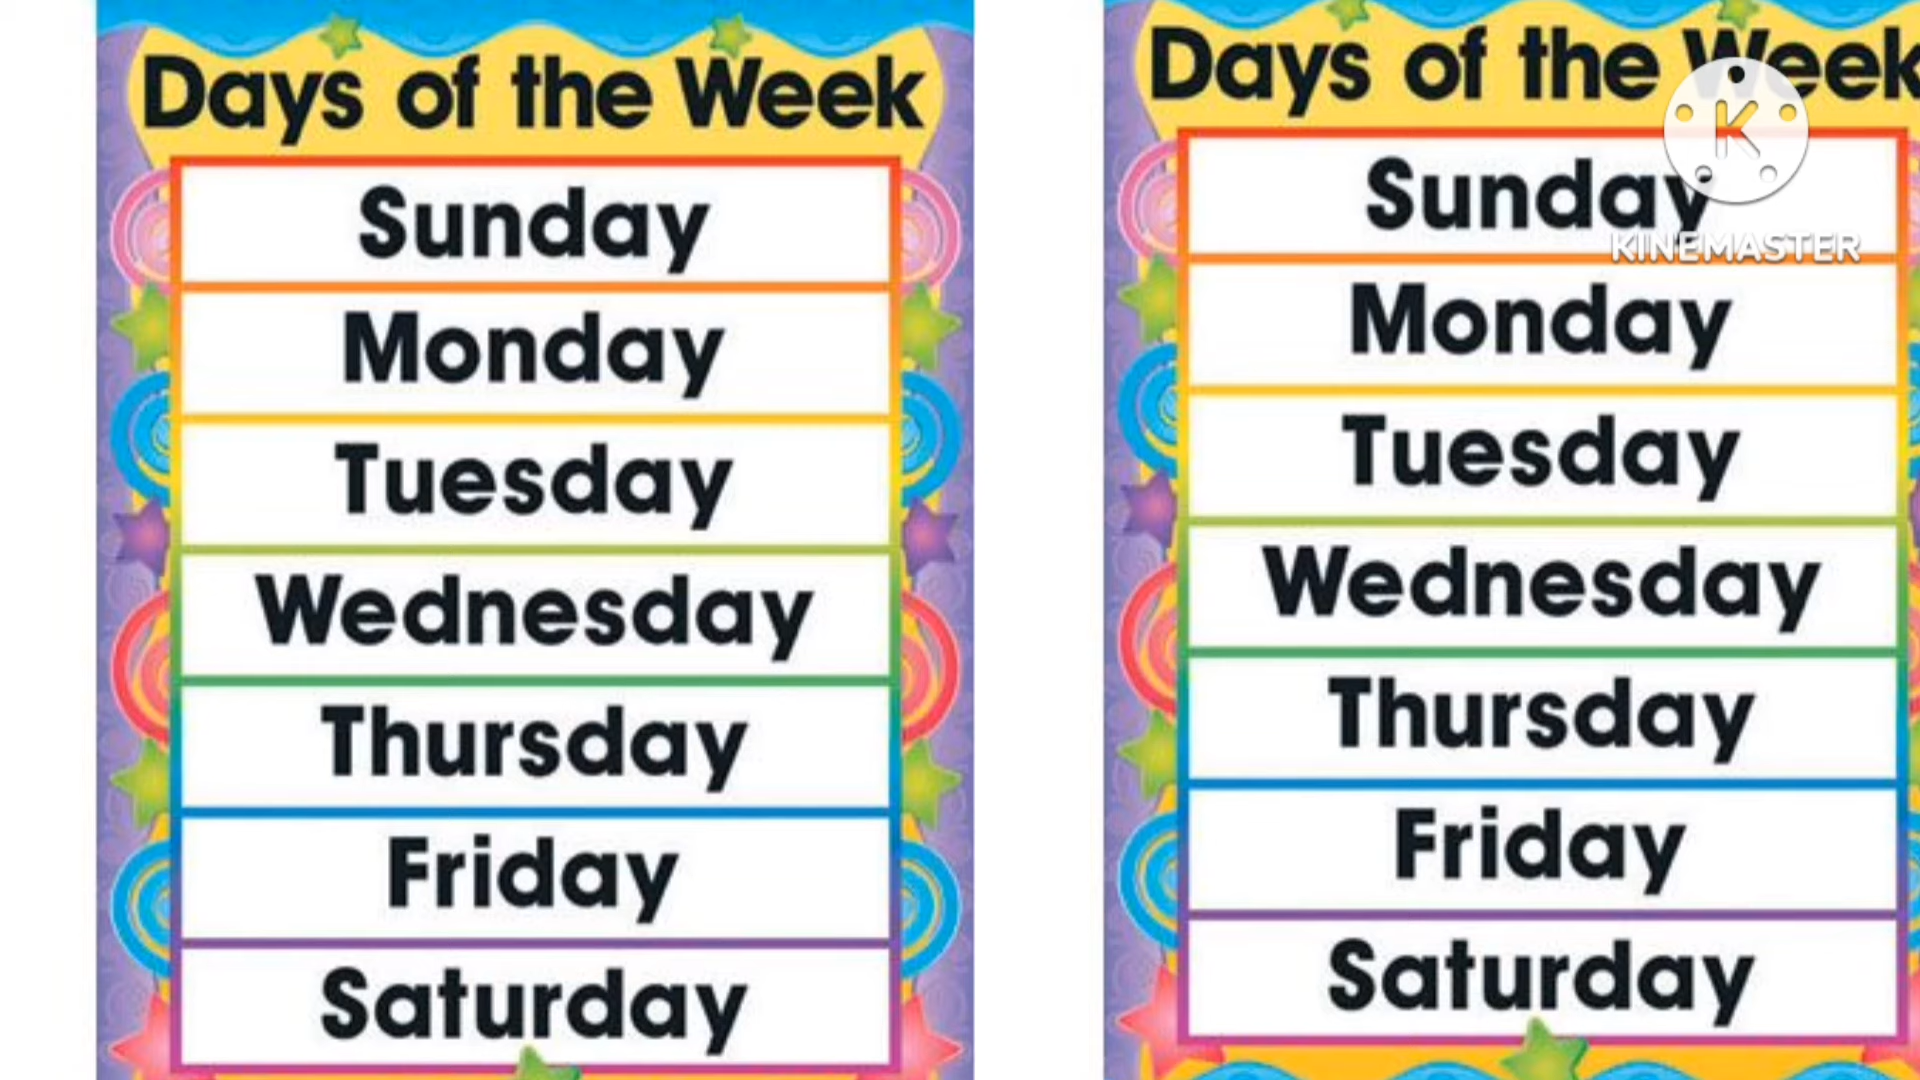 Days of the Week
Sunday
Monday
Tuesday
Wednesday
Thursday
Friday
Saturday
Days of the Week
Sunday
Monday
Tuesday
Wednesday
Thursday
Friday
Saturday
K
KINEMASTER